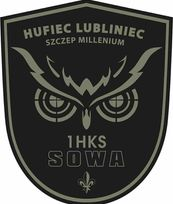 HUFIEC LUBLINIEC
SZCZEP MILLENIUM
1HKS
SOWA